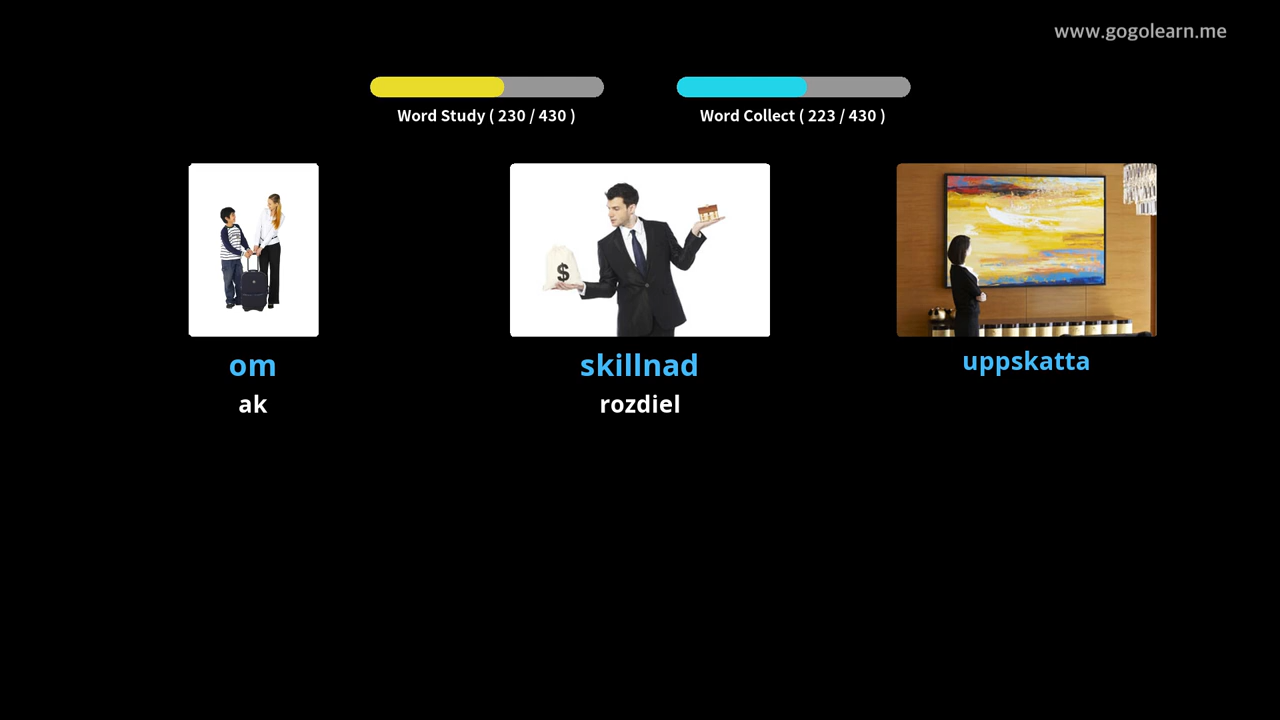 www.gogolearn.me
Word Study ( 230 / 430 )
Word Collect ( 223 / 430 )
$
om
skillnad
uppskatta
ak
rozdiel